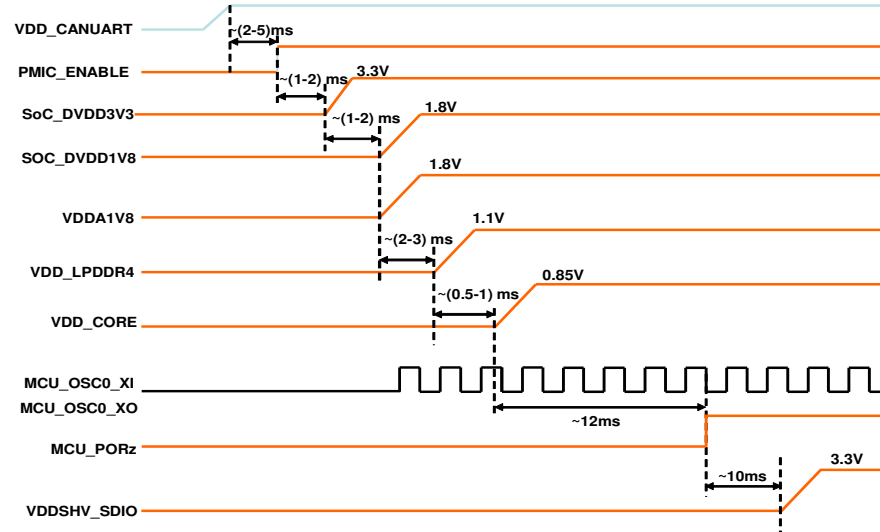 VDD_CANUART
~(2-5)ms
PMIC_ENABLE
~(1-2) ms
3.3V
SoC_DVDD3V3
~(1-2) ms
1.8V
SOC_DVDD1V8
1.8V
VDDA1V8
~(2-3) ms
1.1V
VDD_LPDDR4
~(0.5-1) ms
0.85V
VDD_CORE
MCU_OSC0_XI
MCU_OSC0_XO
~12ms
MCU_PORz
3.3V
~10ms
VDDSHV_SDIO